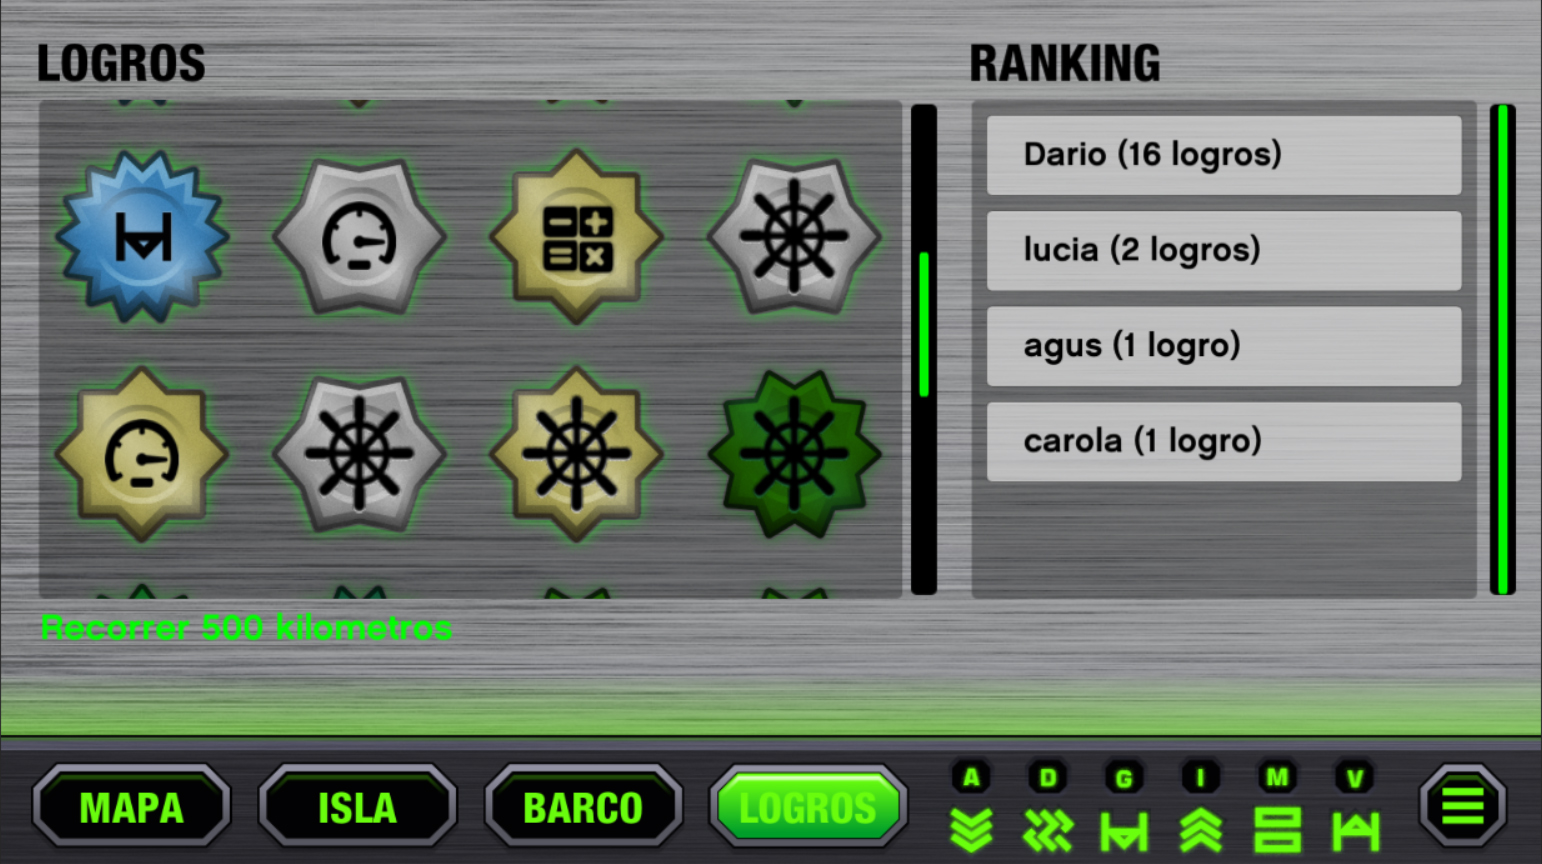 LOGROS
RANKING
Dario (16 logros)
lucia (2 logros)
agus (1 logro)
carola (1 logro)
Recorrer 500 kilometros
MAPA
ISLA
BARCO
LOGROS
A D G I M V